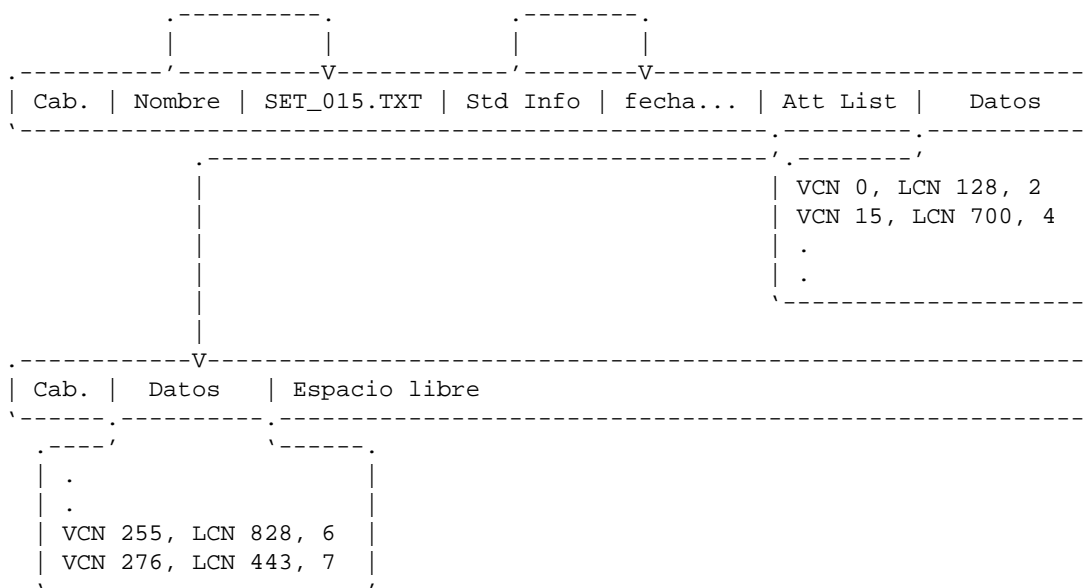 | Cab. | Nombre | SET_015.TXT | Std Info | fecha... | Att List | Datos
VCN 0, LCN 128, 2
VCN 15, LCN 700, 4
.
.
| Cab. | Datos | Espacio libre
.
.
VCN 255, LCN 828, 6
VCN 276, LCN 443, 7